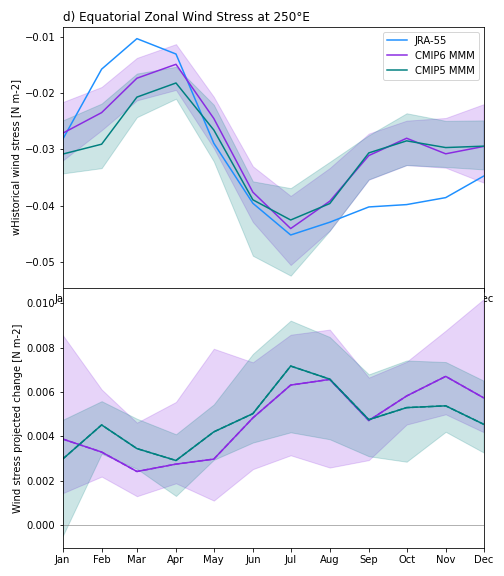 d) Equatorial Zonal Wind Stress at 250°E
−0.01
−0.02
−0.03
−0.04
−0.05
wHistorical wind stress [N m-2]
JRA-55
CMIP6 MMM
CMIP5 MMM
0.010
0.008
0.006
0.004
0.002
0.000
Wind stress projected change [N m-2]
Jan Feb Mar Apr May Jun Jul Aug Sep Oct Nov Dec